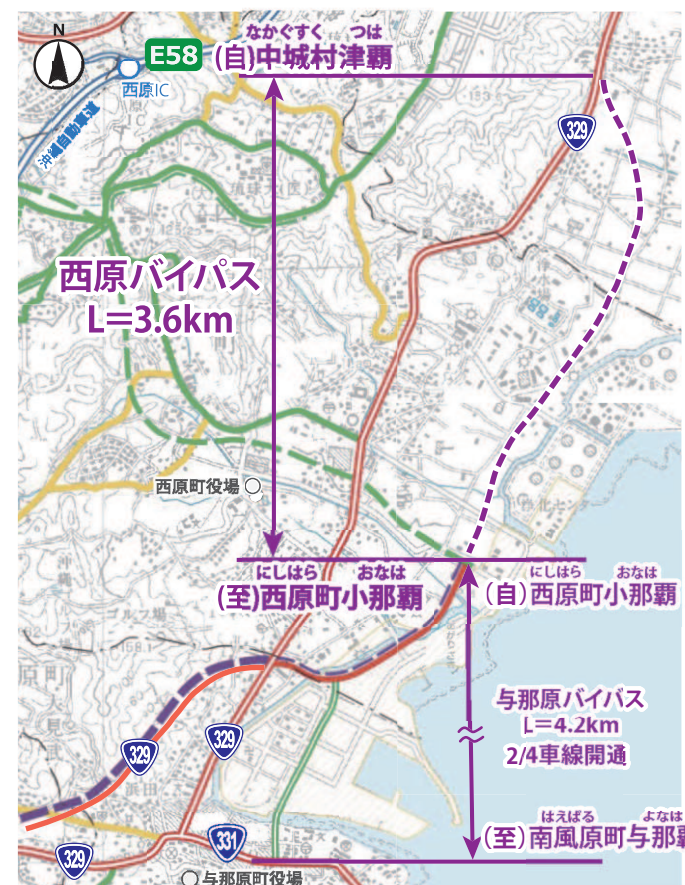 N
E58
西原IC
沖縄自動車道
なかぐすく つは
(自)中城村津覇
329
西原バイパス
L=3.6km
西原町役場
にしはら おなは
(至)西原町小那覇
にしはら おなは
(自)西原町小那覇
与那原バイパス
L=4.2km
2/4車線開通
329
329
浜田
331
329
はえばる よなは
(至)南風原町与那覇
与那原町役場